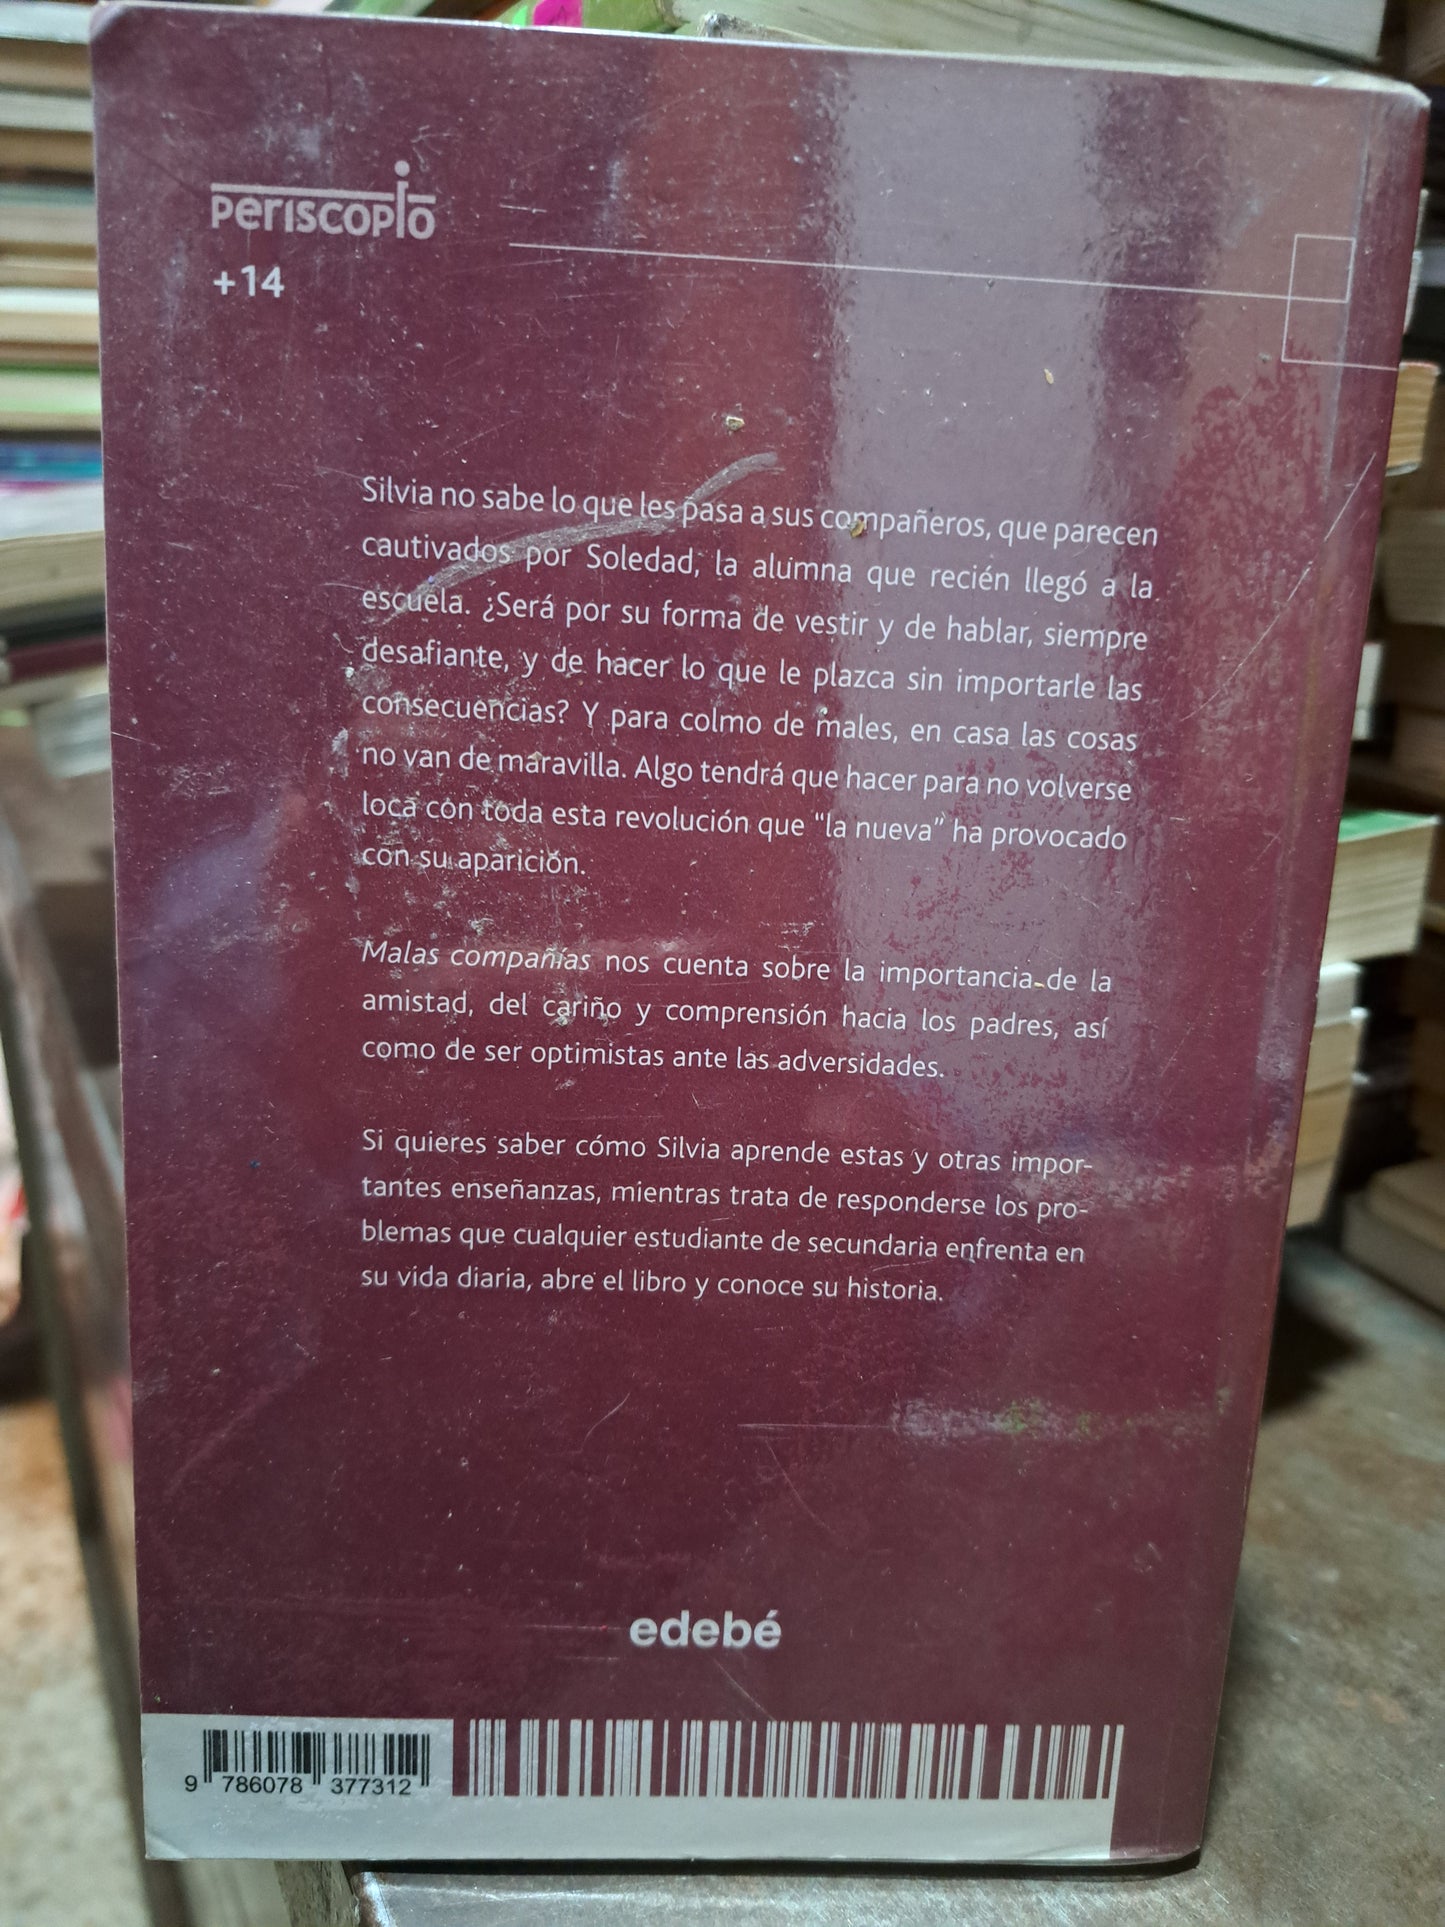 PERISCOPIO
+14
Silvia no sabe lo que les pasa a sus compañeros, que parecen
cautivados por Soledad, la alumna que recién llegó a la
escuela. ¿Será por su forma de vestir y de hablar, siempre
desafiante, y de hacer lo que le plazca sin importarle las
consecuencias? Y para colmo de males, en casa las cosas
no van de maravilla. Algo tendrá que hacer para no volverse
loca con toda esta revolución que “la nueva” ha provocado
con su aparición.
Malas compañías nos cuenta sobre la importancia de la
amistad, del cariño y comprensión hacia los padres, así
como de ser optimistas ante las adversidades.
Si quieres saber cómo Silvia aprende estas y otras impor-
tantes enseñanzas, mientras trata de responderse los pro-
blemas que cualquier estudiante de secundaria enfrenta en
su vida diaria, abre el libro y conoce su historia.
edebé
9 786078 377312